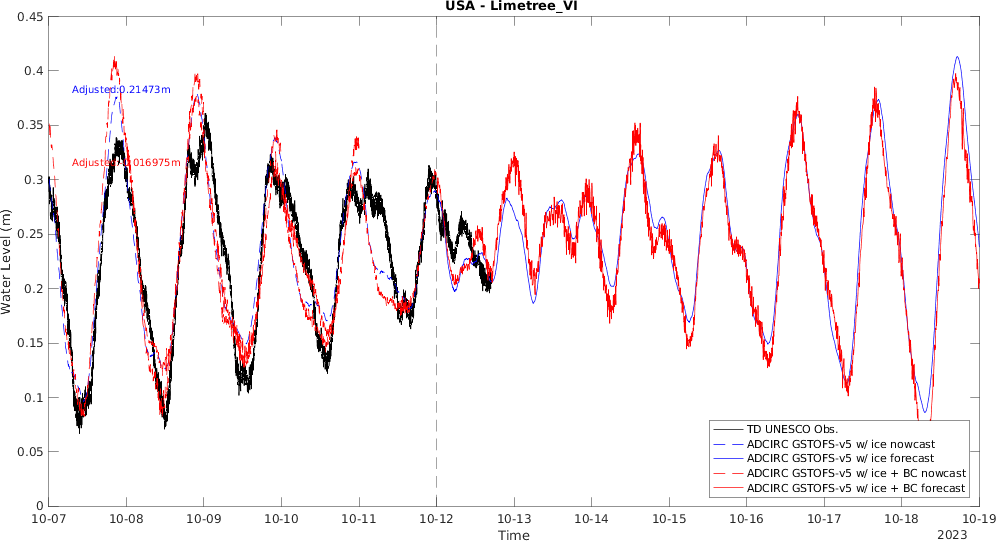 USA - Limetree_VI
0.45
0.4
Adjusted:0.21473m
0.35
Adjusted:
016975m
0.3
0.25
Water Level (m)
0.2
0.15
0.1
0.05
0
TD UNESCO Obs.
ADCIRC GSTOFS-v5 w/ ice nowcast
ADCIRC GSTOFS-v5 w/ ice forecast
ADCIRC GSTOFS-v5 w/ ice + BC nowcast
ADCIRC GSTOFS-v5 w/ ice + BC forecast
10-07 10-08 10-09 10-10 10-11 10-12 10-13 10-14 10-15 10-16 10-17 10-18 10-19
Time
2023